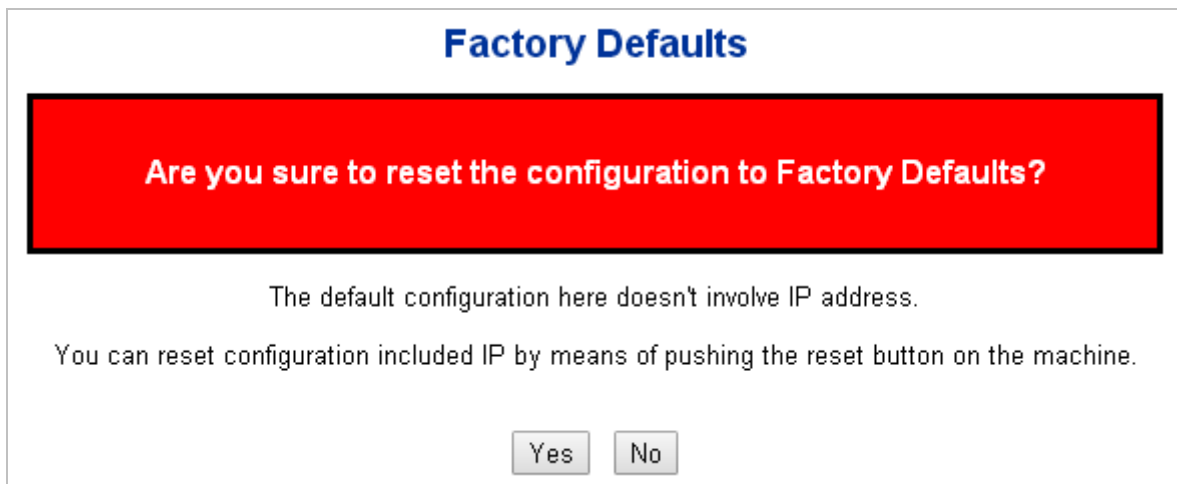 Factory Defaults
Are you sure to reset the configuration to Factory Defaults?
The default configuration here doesn't involve IP address.
You can reset configuration included IP by means of pushing the reset button on the machine.
Yes No